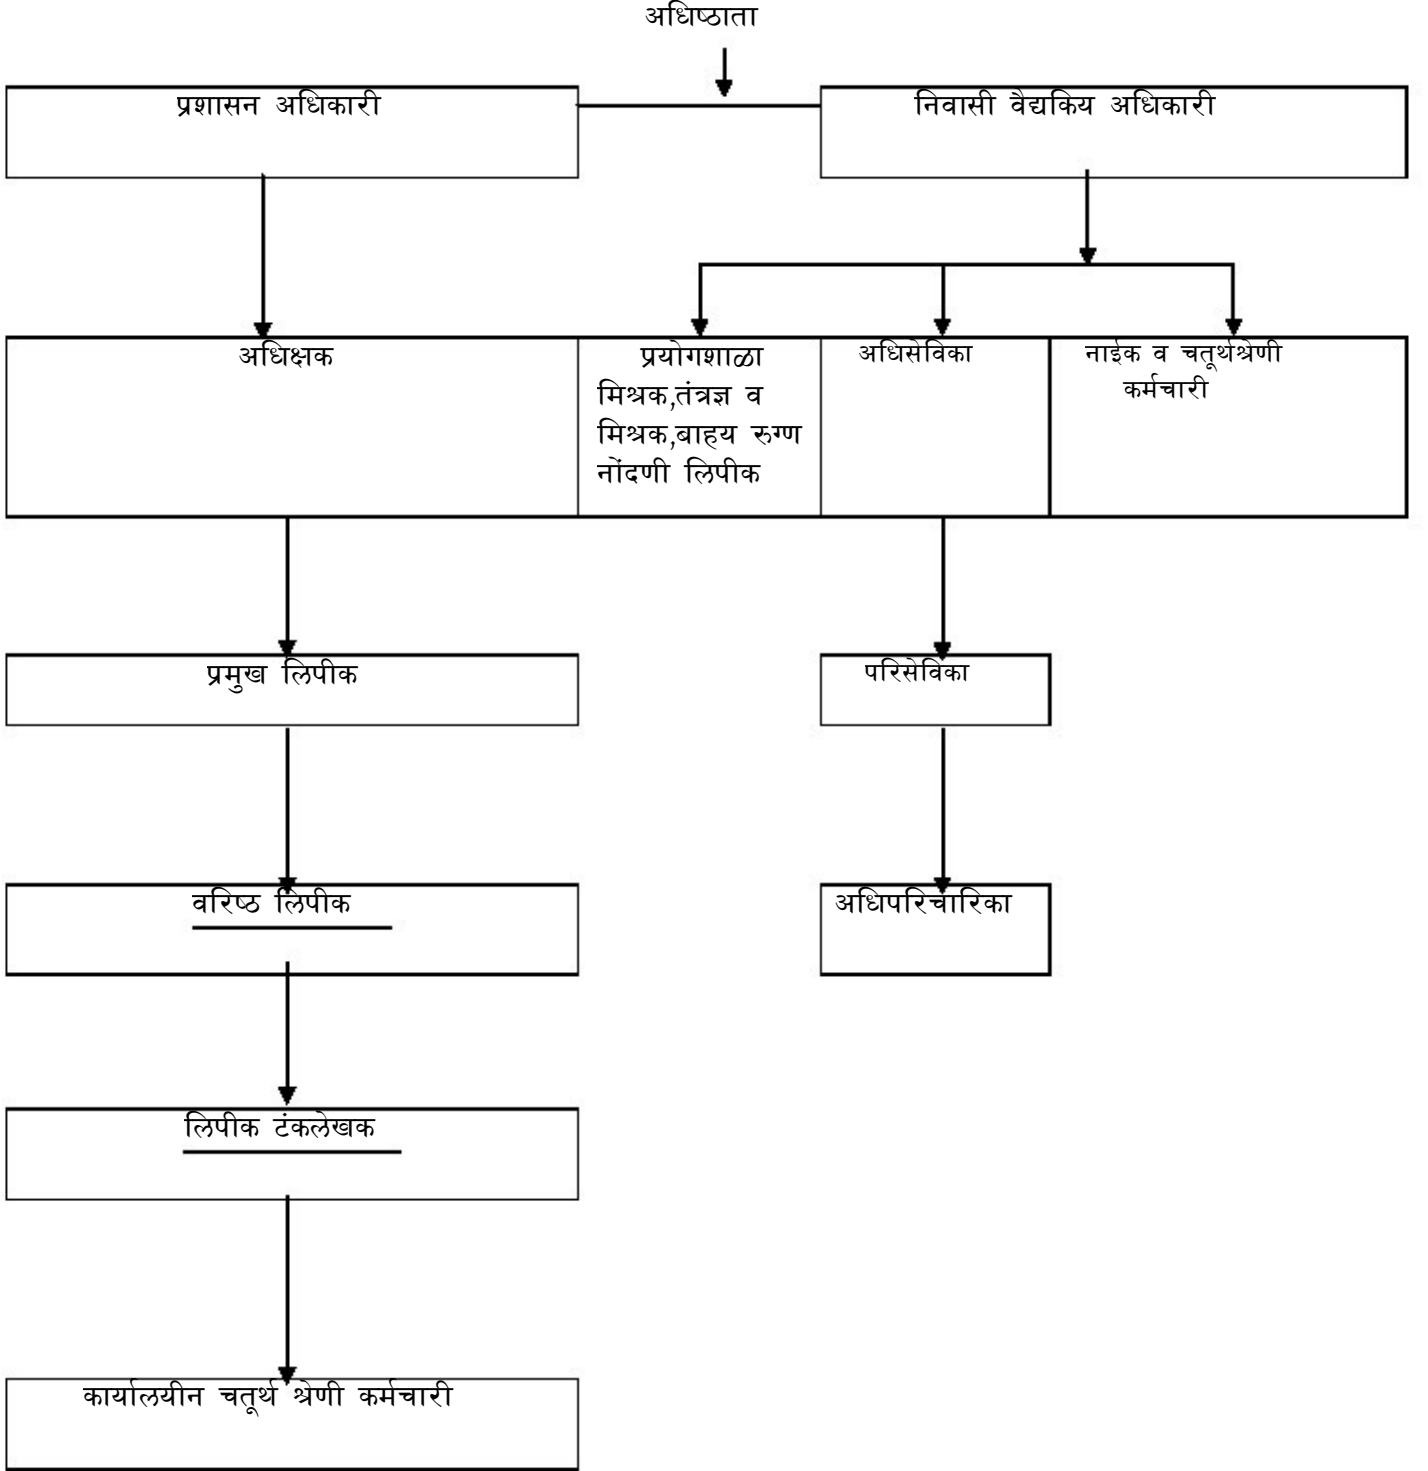 अधिष्ठाता
प्रशासन अधिकारी
निवासी वैद्यकिय अधिकारी
अधिक्षक
प्रयोगशाळा
मिश्रक,तंत्रज्ञ व
मिश्रक,बाहय रुग्ण
नोंदणी लिपीक
अधिसेविका
नाईक व चतूर्थश्रेणी
कर्मचारी
प्रमुख लिपीक
परिसेविका
वरिष्ठ लिपीक
अधिपरिचारिका
लिपीक टंकलेखक
कार्यालयीन चतूर्थ श्रेणी कर्मचारी